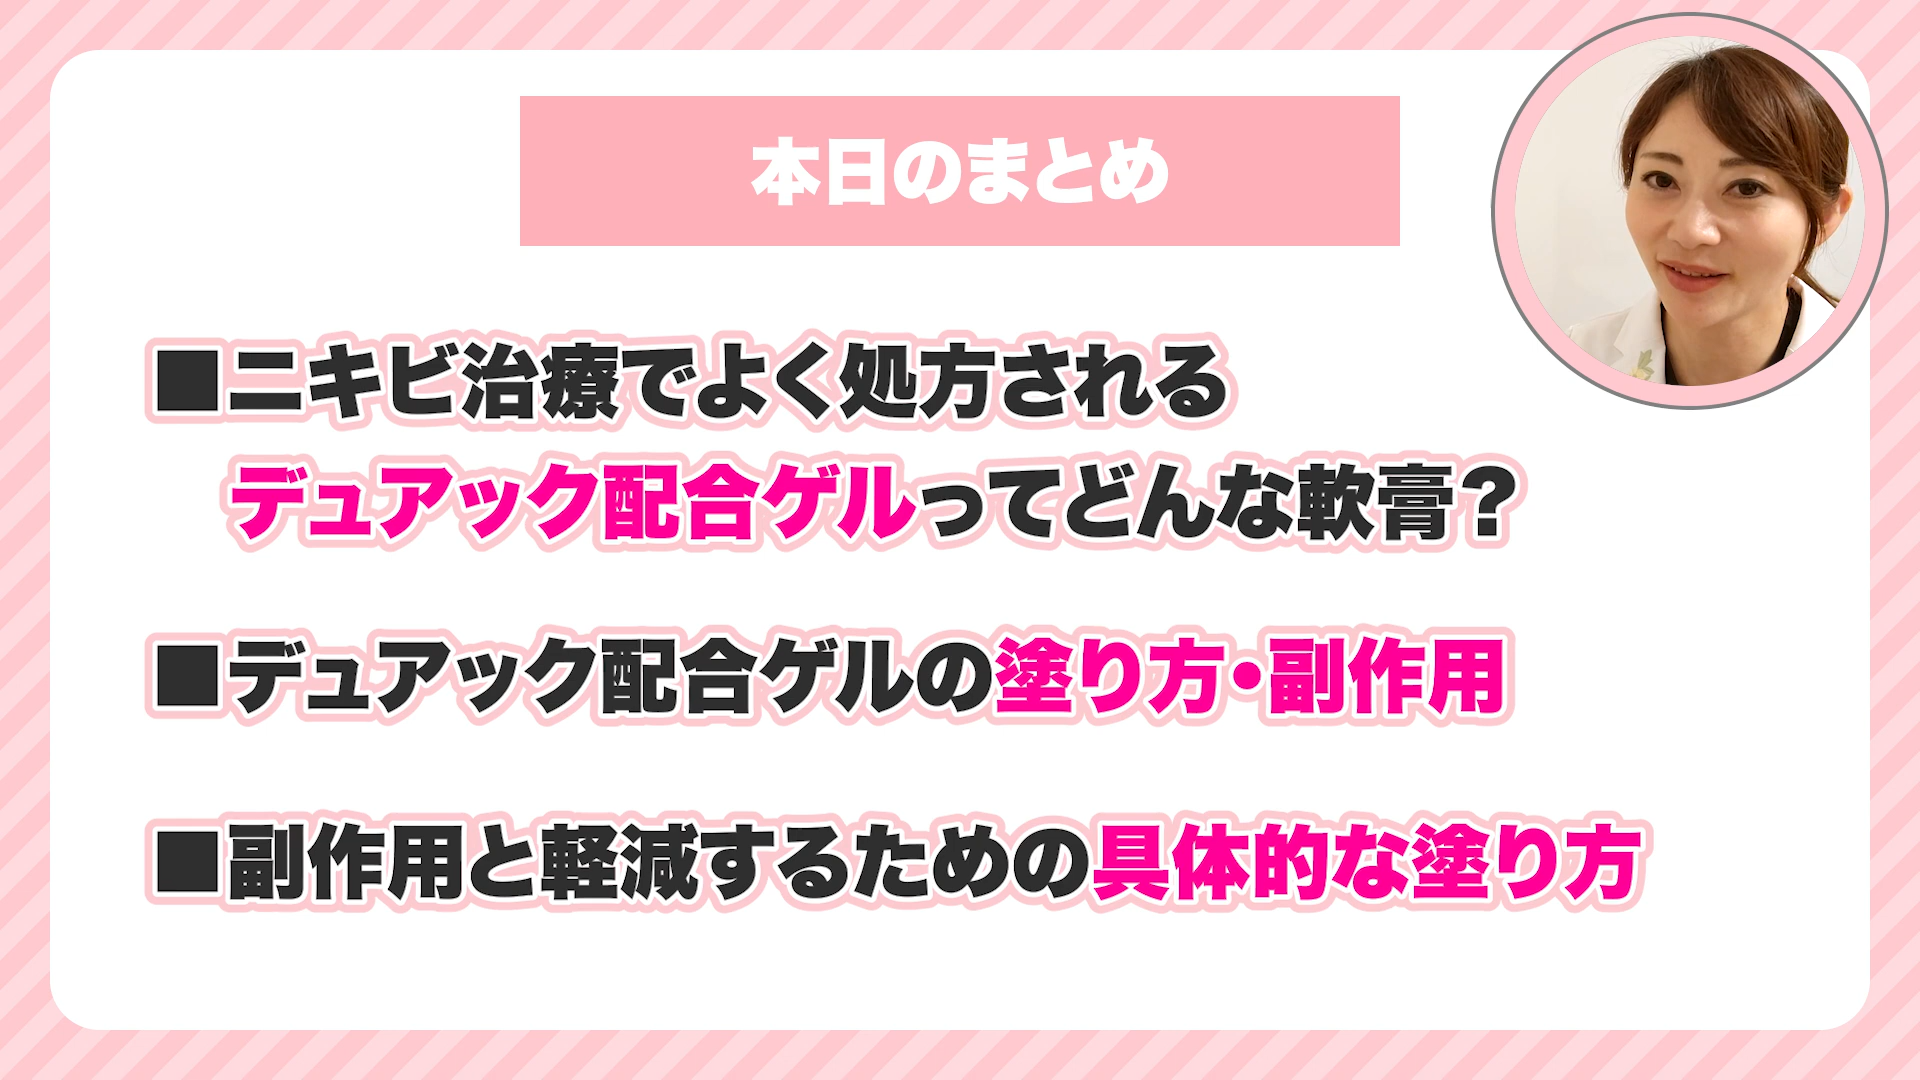 本日のまとめ
■ニキビ治療でよく処方される
デュアック配合ゲルってどんな軟膏？
■デュアック配合ゲルの塗り方・副作用
■副作用と軽減するための具体的な塗り方